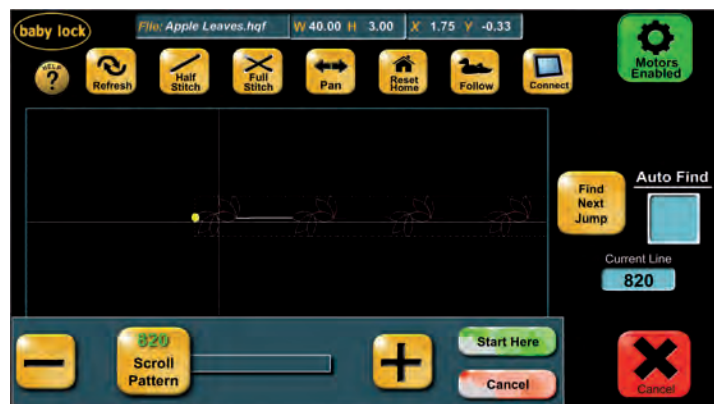 baby lock
File: Apple Leaves.hqf W 40.00 H 3.00 X 1.75 Y -0.33
Motors
Enabled
HELP
?
Refresh
Half
Stitch
Full
Stitch
Pan
Reset
Home
Follow
Connect
Find
Next
Jump
Auto Find
Current Line
820
820
Scroll
Pattern
Start Here
Cancel
Cancel